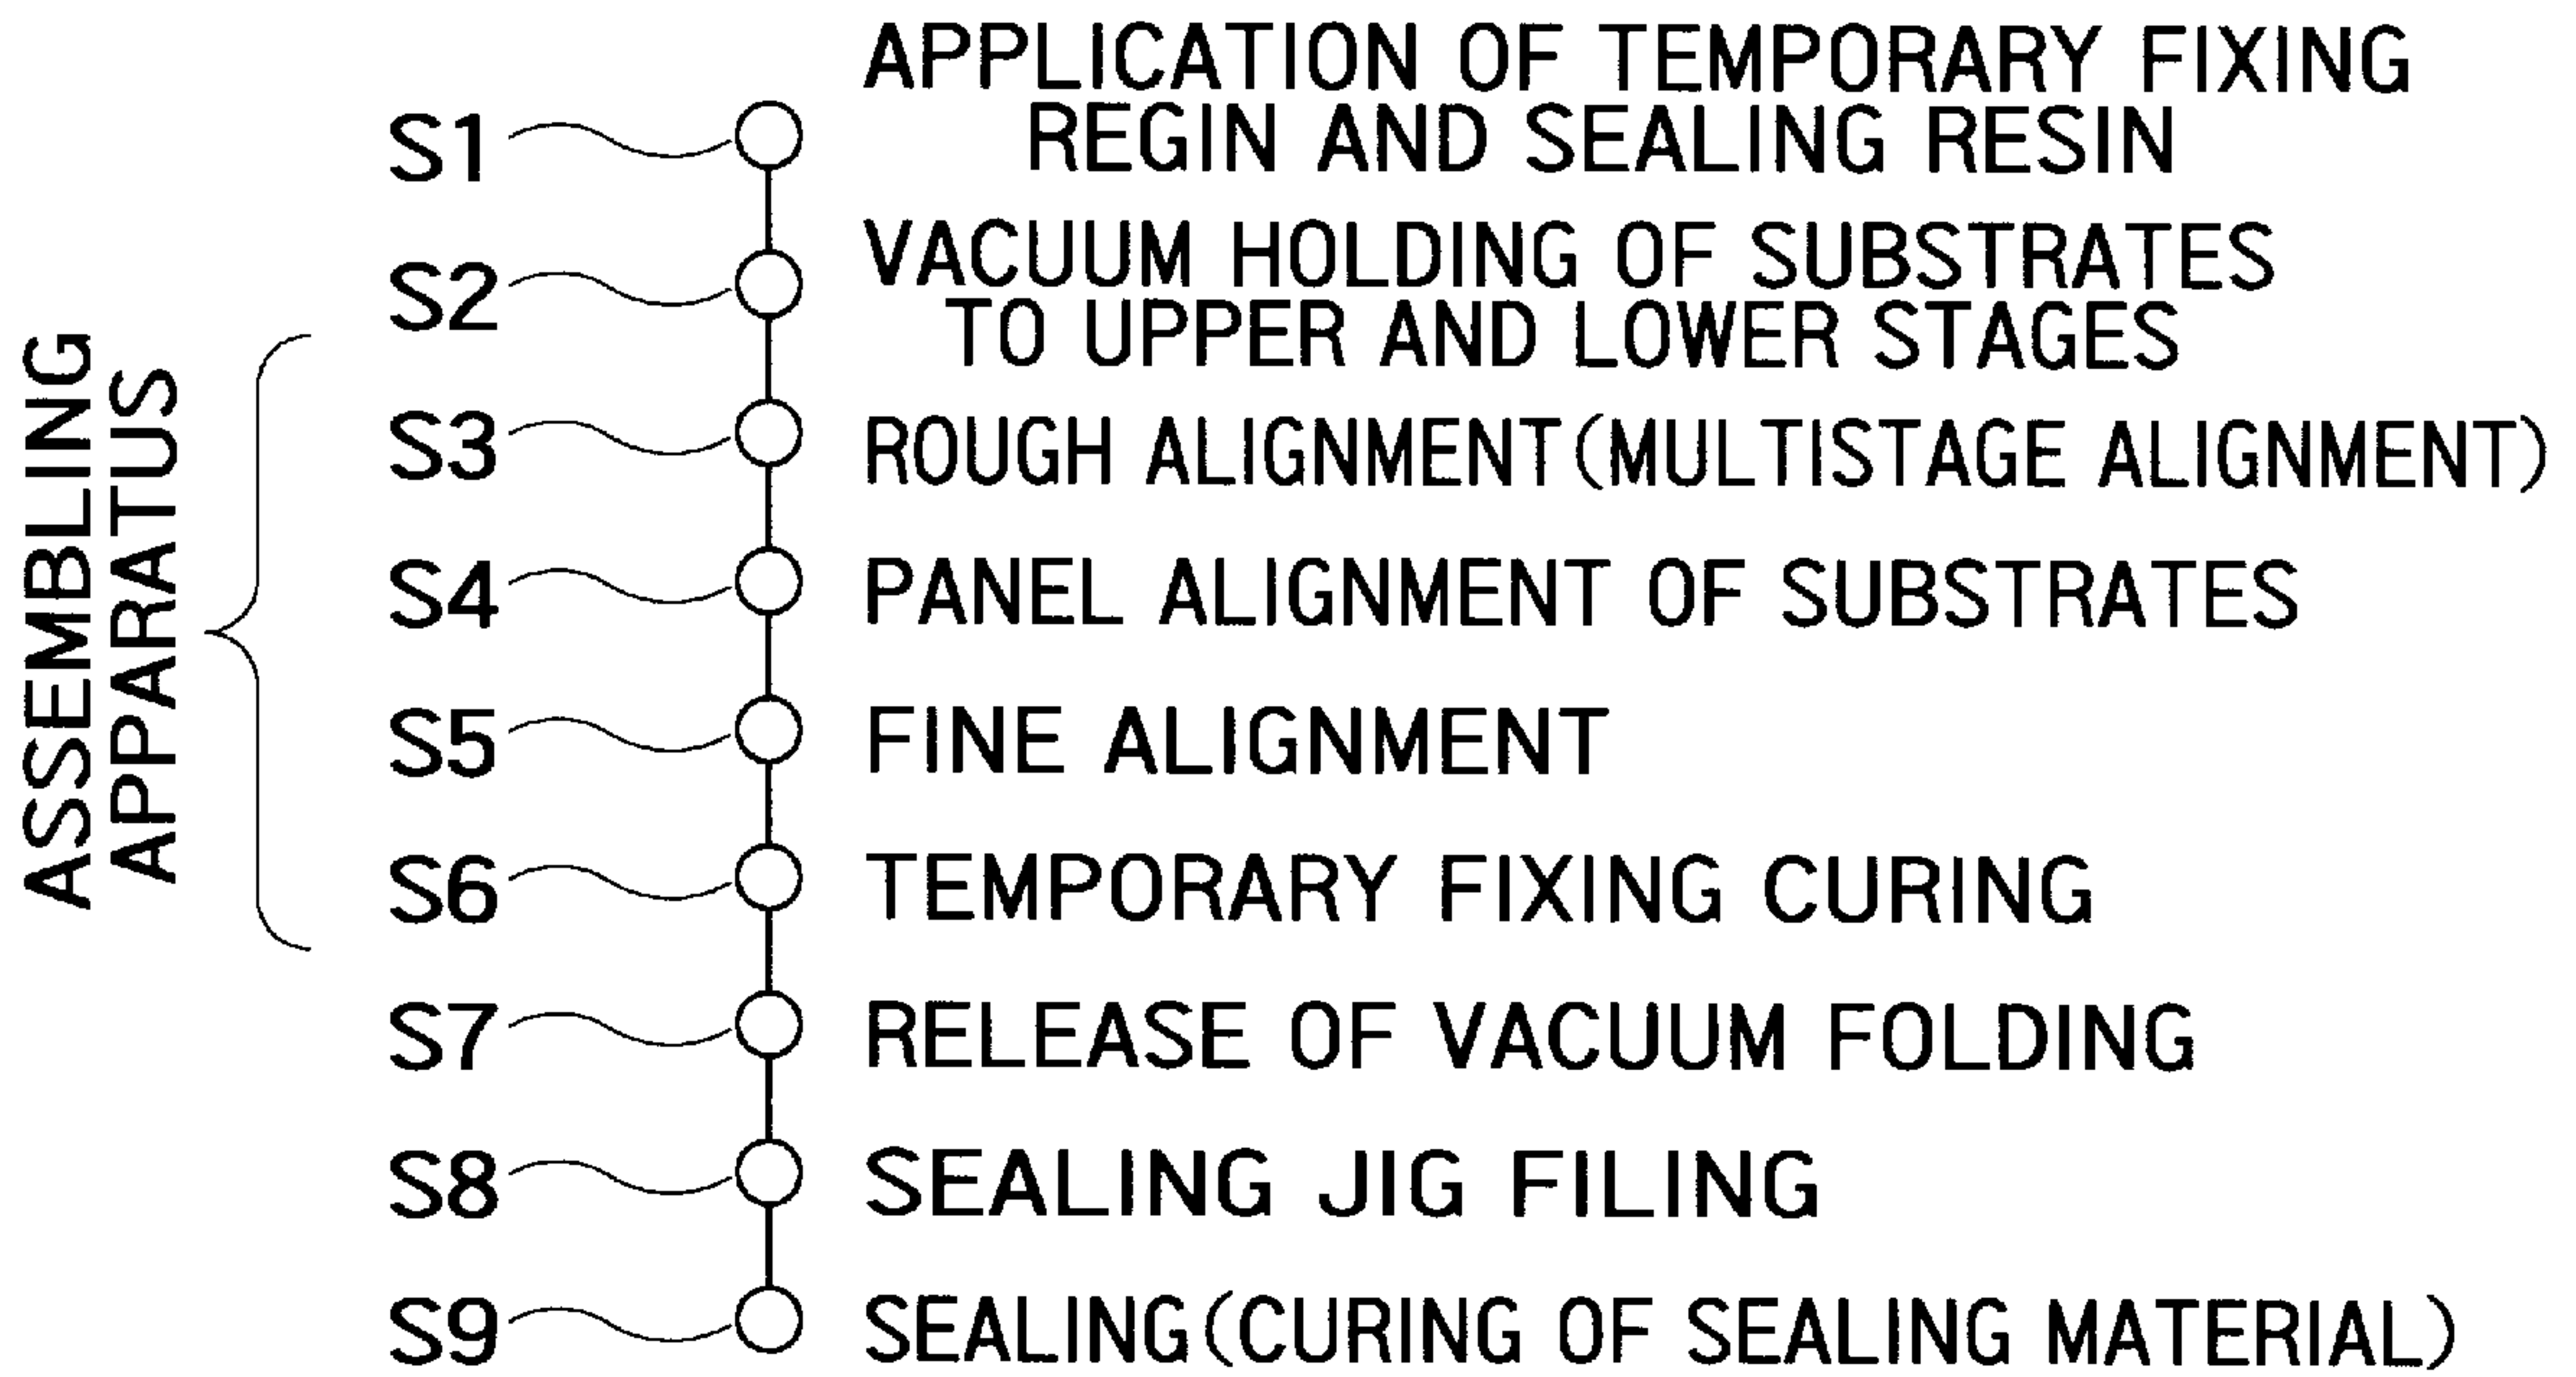 ASSEMBLING
APPARATUS
S1
APPLICATION OF TEMPORARY FIXING
REGIN AND SEALING RESIN
S2
VACUUM HOLDING OF SUBSTRATES
TO UPPER AND LOWER STAGES
S3
ROUGH ALIGNMENT(MULTISTAGE ALIGNMENT)
S4
PANEL ALIGNMENT OF SUBSTRATES
S5
FINE ALIGNMENT
S6
TEMPORARY FIXING CURING
S7
RELEASE OF VACUUM FOLDING
S8
SEALING JIG FILING
S9
SEALING(CURING OF SEALING MATERIAL)